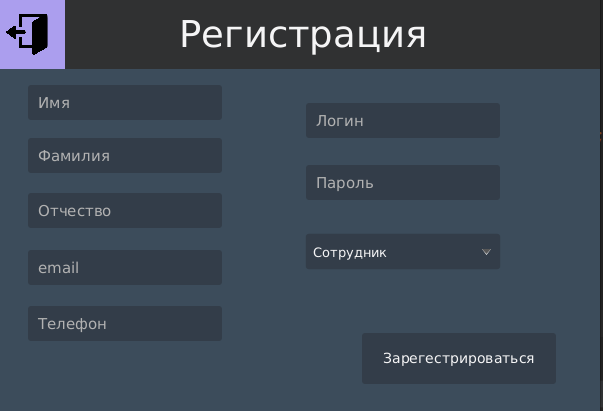 Регистрация
Имя
Фамилия
Отчество
email
Телефон
Логин
Пароль
Сотрудник
Зарегестрироваться